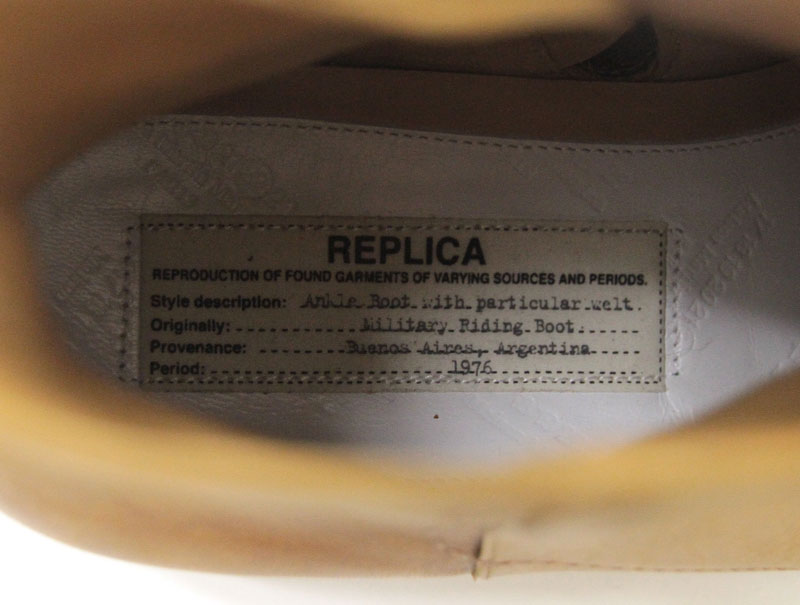 REPLICA
REPRODUCTION OF FOUND GARMENTS OF VARYING SOURCES AND PERIODS.
Style description: Ankle Boot with particular welt.
Originally: Military Riding Boot.
Provenance: Buenos Aires, Argentina
Period: 1976